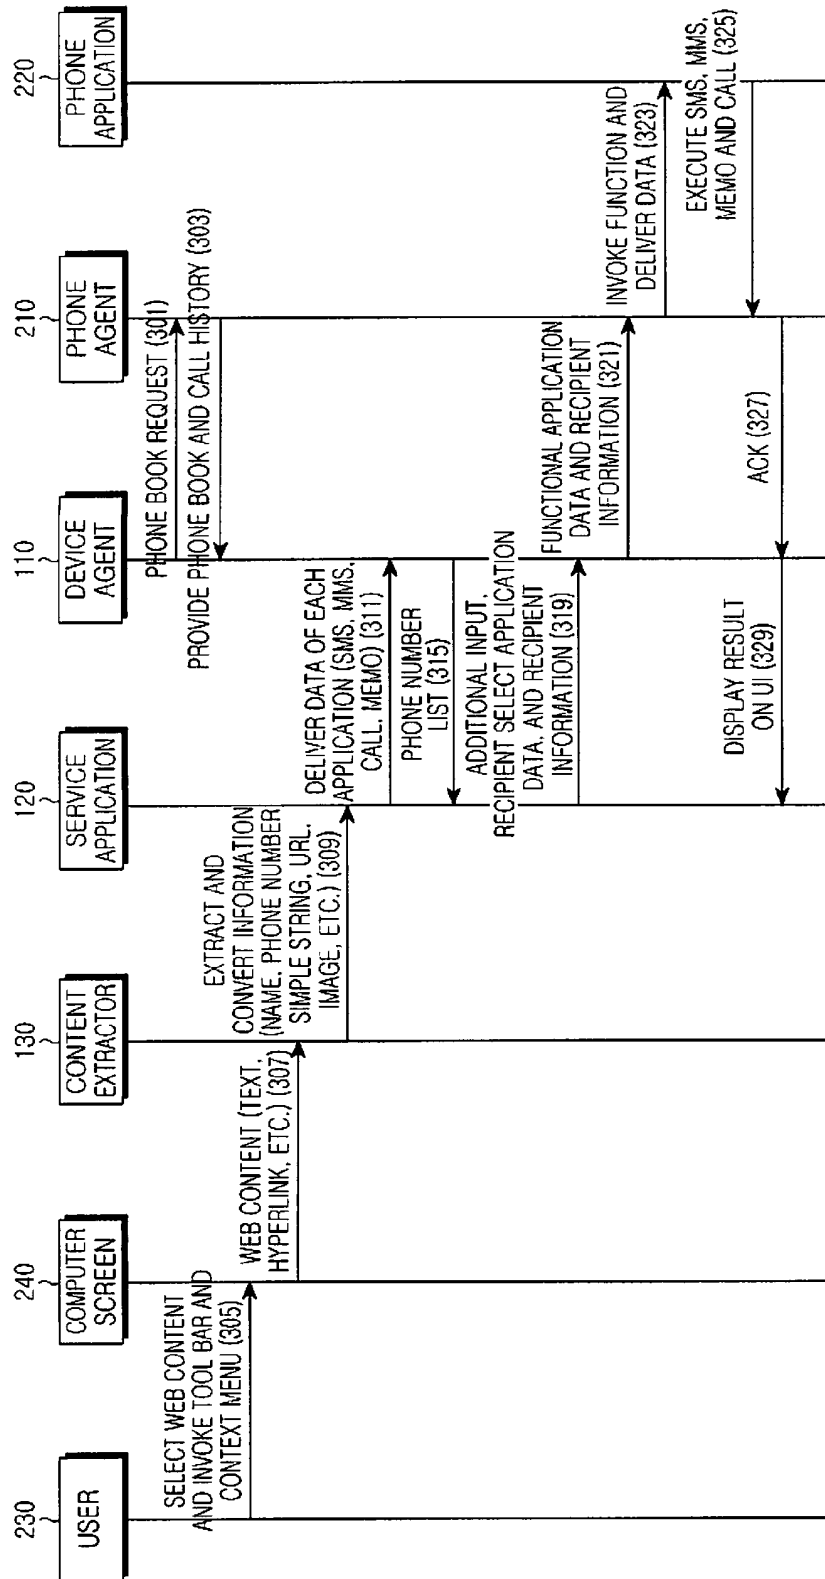 230
USER
240
COMPUTER
SCREEN
130
CONTENT
EXTRACTOR
120
SERVICE
APPLICATION
110
DEVICE
AGENT
210
PHONE
AGENT
220
PHONE
APPLICATION
PHONE BOOK REQUEST (301)
PROVIDE PHONE BOOK AND CALL HISTORY (303)
SELECT WEB CONTENT
AND INVOKE TOOL BAR AND
CONTEXT MENU (305)
WEB CONTENT (TEXT,
HYPERLINK, ETC.) (307)
EXTRACT AND
CONVERT INFORMATION
(NAME, PHONE NUMBER
SIMPLE STRING, URL,
IMAGE, ETC.) (309)
DELIVER DATA OF EACH
APPLICATION (SMS, MMS,
CALL, MEMO) (311)
PHONE NUMBER
LIST (315)
ADDITIONAL INPUT,
RECIPIENT SELECT APPLICATION
DATA, AND RECIPIENT
INFORMATION (319)
FUNCTIONAL APPLICATION
DATA AND RECIPIENT
INFORMATION (321)
INVOKE FUNCTION AND
DELIVER DATA (323)
EXECUTE SMS, MMS,
MEMO AND CALL (325)
ACK (327)
DISPLAY RESULT
ON UI (329)